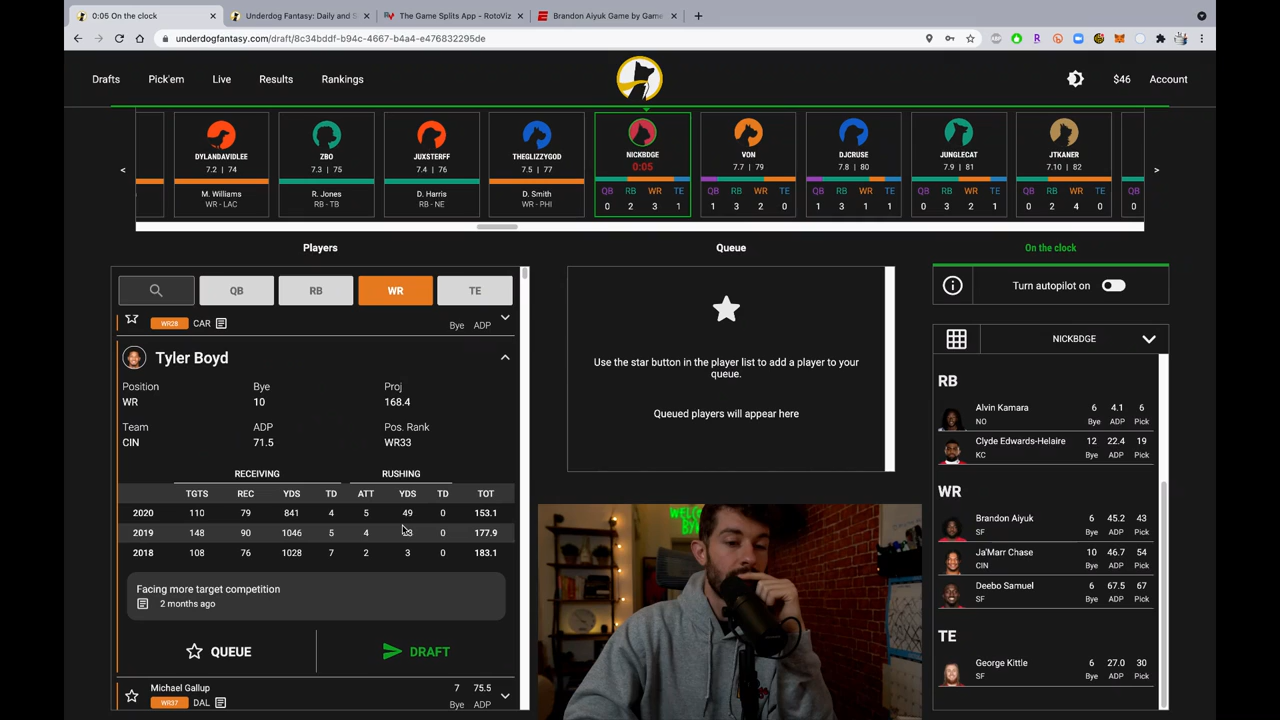 0:05 On the clock
Underdog Fantasy: Daily and S
The Game Splits App - RotoViz
Brandon Aiyuk Game by Game
underdogfantasy.com/draft/8c34bddf-b94c-4667-b4a4-e476832295de
Drafts Pick'em Live Results Rankings $46 Account
DYLANDAVIDLEE ZBO JUXSTERFF THEGLIZZYGOD NICKBDGE VON DJCRUSE JUNGLECAT JTKANER
7.2 | 74 7.3 | 75 7.4 | 76 7.5 | 77 0:05 7.7 | 79 7.8 | 80 7.9 | 81 7.10 | 82
M. Williams R. Jones D. Harris D. Smith QB RB WR TE QB RB WR TE QB RB WR TE QB RB WR TE QB RB WR TE
WR - LAC RB - TB RB - NE WR - PHI 0 2 3 1 1 3 2 0 1 3 1 1 0 3 2 1 0 2 4 0
< >
Players Queue On the clock
QB RB WR TE
Turn autopilot on
WR28 CAR Bye ADP
Tyler Boyd
Position Bye Proj
WR 10 168.4
Team ADP Pos. Rank
CIN 71.5 WR33
RECEIVING RUSHING
TGTS REC YDS TD ATT YDS TD TOT
2020 110 79 841 4 5 49 0 153.1
2019 148 90 1046 5 4 0 177.9
2018 108 76 1028 7 2 3 0 183.1
Facing more target competition
2 months ago
QUEUE DRAFT
Michael Gallup 7 75.5
WR37 DAL Bye ADP
Use the star button in the player list to add a player to your
queue.
Queued players will appear here
NICKBDGE
RB
Alvin Kamara 6 4.1 6
NO Bye ADP Pick
Clyde Edwards-Helaire 12 22.4 19
KC Bye ADP Pick
WR
Brandon Aiyuk 6 45.2 43
SF Bye ADP Pick
Ja'Marr Chase 10 46.7 54
CIN Bye ADP Pick
Deebo Samuel 6 67.5 67
SF Bye ADP Pick
TE
George Kittle 6 27.0 30
SF Bye ADP Pick